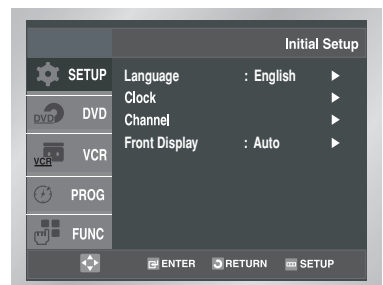 Initial Setup
SETUP
Language : English ►
Clock ►
Channel ►
Front Display : Auto ►
DVD DVD
VCR VCR
PROG
FUNC
ENTER RETURN SETUP